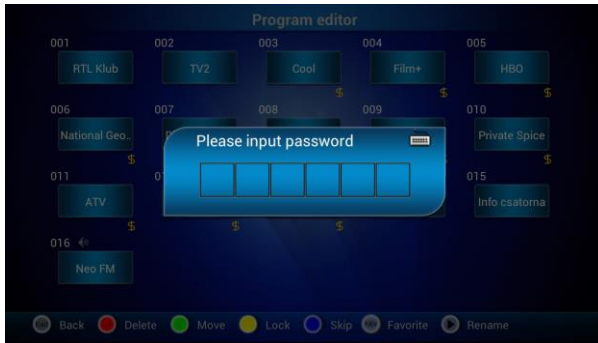 Program editor
001 002 003 004 005
RTL Klub TV2 Cool Film+ HBO
$ $ $
006 007 008 009 010
National Geo.. Private Spice
$ $
Please input password
011 015
ATV Info csatorna
$ $ $
016
Neo FM
Back Delete Move Lock Skip Favorite Rename